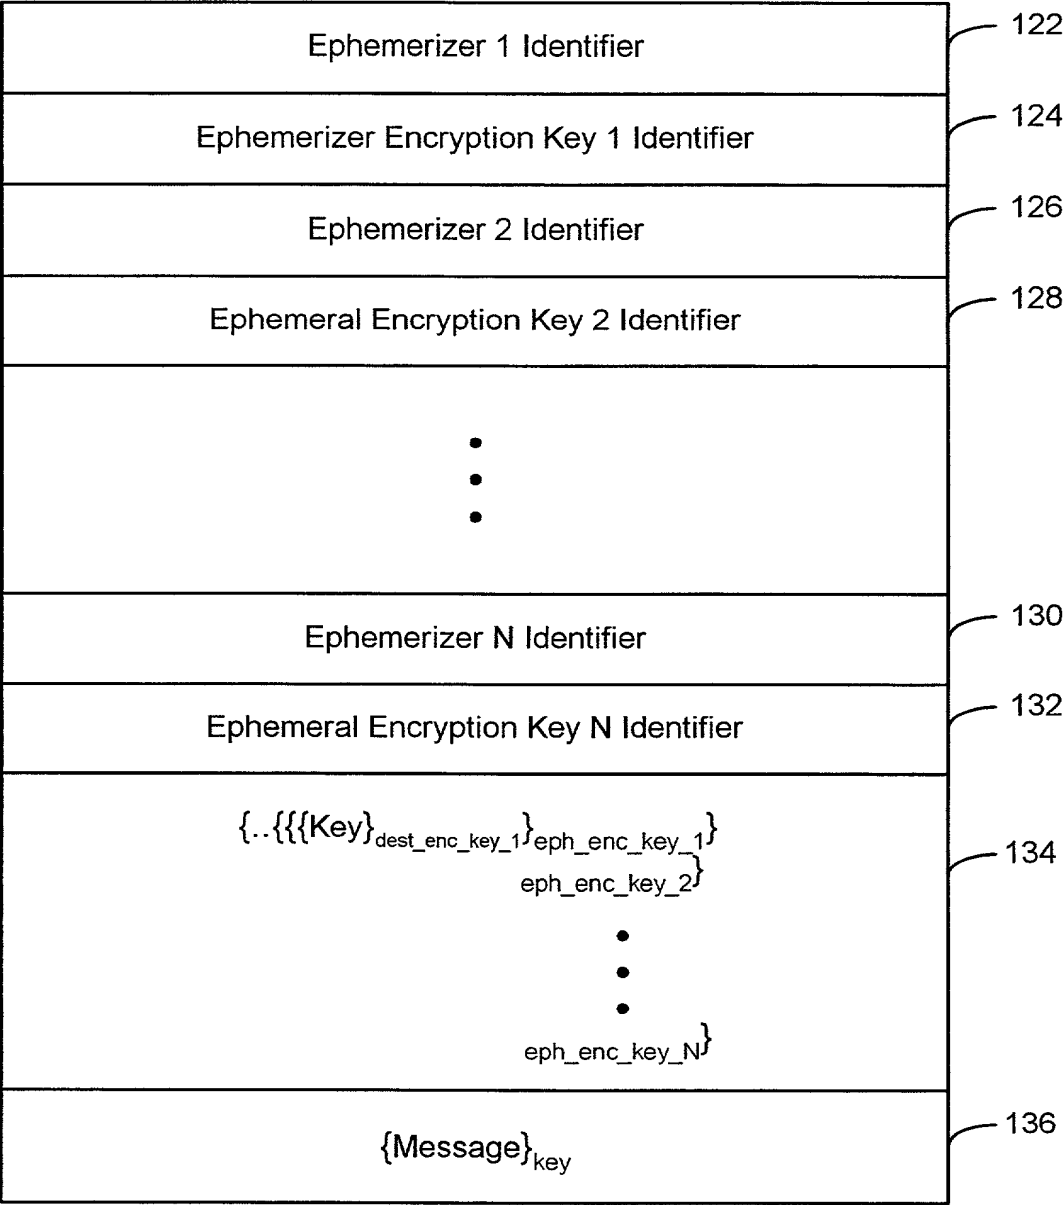 Ephemerizer 1 Identifier
122
Ephemerizer Encryption Key 1 Identifier
124
Ephemerizer 2 Identifier
126
Ephemeral Encryption Key 2 Identifier
128
Ephemerizer N Identifier
130
Ephemeral Encryption Key N Identifier
132
{..{{{Key}dest_enc_key_1}eph_enc_key_1}
eph_enc_key_2}
eph_enc_key_N}
134
{Message}key
136